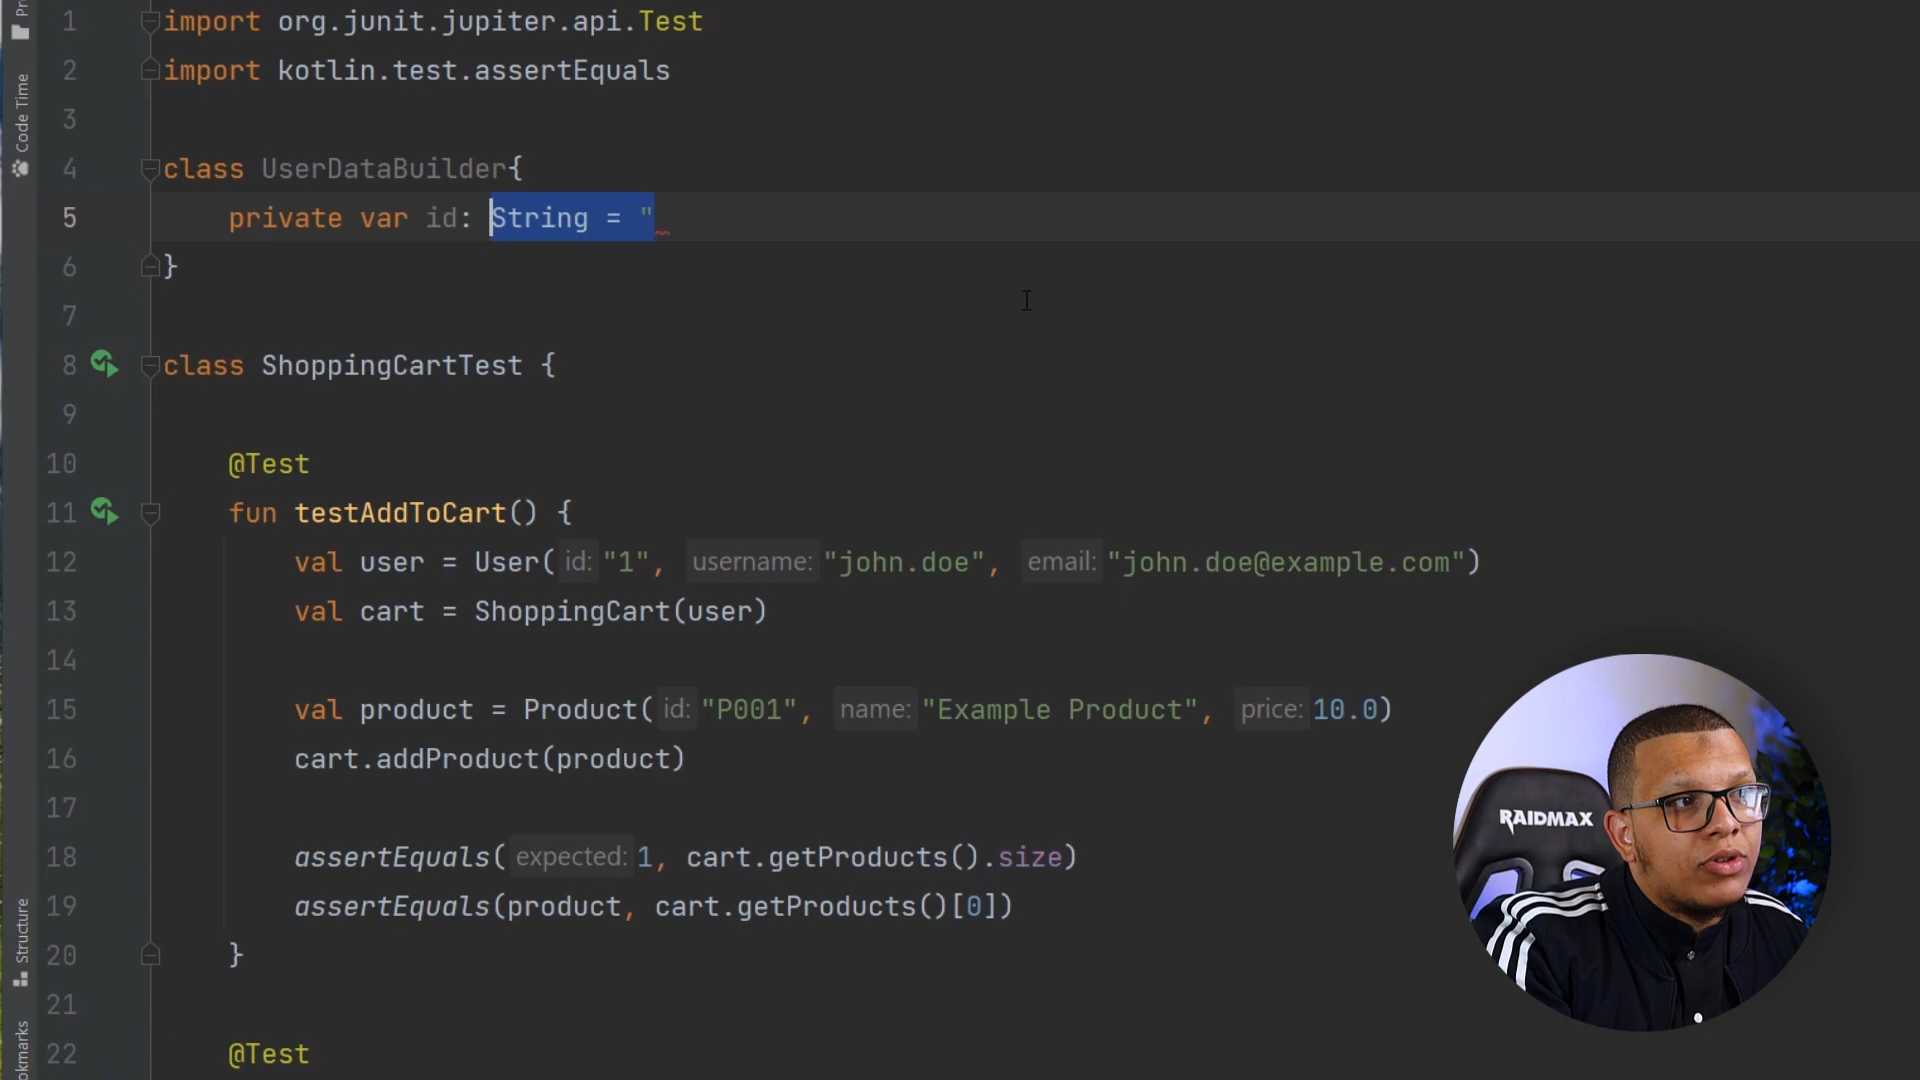 1 import org.junit.jupiter.api.Test
2 import kotlin.test.assertEquals
3
4 class UserDataBuilder{
5 private var id: String = "
6 }
7
8 class ShoppingCartTest {
9
10 @Test
11 fun testAddToCart() {
12 val user = User( id: "1", username: "john.doe", email: "john.doe@example.com")
13 val cart = ShoppingCart(user)
14
15 val product = Product( id: "P001", name: "Example Product", price: 10.0)
16 cart.addProduct(product)
17
18 assertEquals( expected: 1, cart.getProducts().size)
19 assertEquals(product, cart.getProducts()[0])
20 }
21
22 @Test
Pr
Code Time
Structure
okmarks
RAIDMAX